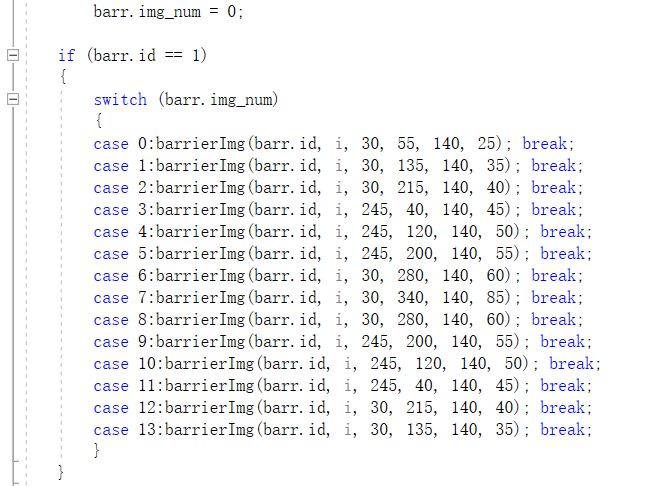 barr.img_num = 0;
if (barr.id == 1)
{
switch (barr.img_num)
{
case 0:barrierImg(barr.id, i, 30, 55, 140, 25); break;
case 1:barrierImg(barr.id, i, 30, 135, 140, 35); break;
case 2:barrierImg(barr.id, i, 30, 215, 140, 40); break;
case 3:barrierImg(barr.id, i, 245, 40, 140, 45); break;
case 4:barrierImg(barr.id, i, 245, 120, 140, 50); break;
case 5:barrierImg(barr.id, i, 245, 200, 140, 55); break;
case 6:barrierImg(barr.id, i, 30, 280, 140, 60); break;
case 7:barrierImg(barr.id, i, 30, 340, 140, 85); break;
case 8:barrierImg(barr.id, i, 30, 280, 140, 60); break;
case 9:barrierImg(barr.id, i, 245, 200, 140, 55); break;
case 10:barrierImg(barr.id, i, 245, 120, 140, 50); break;
case 11:barrierImg(barr.id, i, 245, 40, 140, 45); break;
case 12:barrierImg(barr.id, i, 30, 215, 140, 40); break;
case 13:barrierImg(barr.id, i, 30, 135, 140, 35); break;
}
}